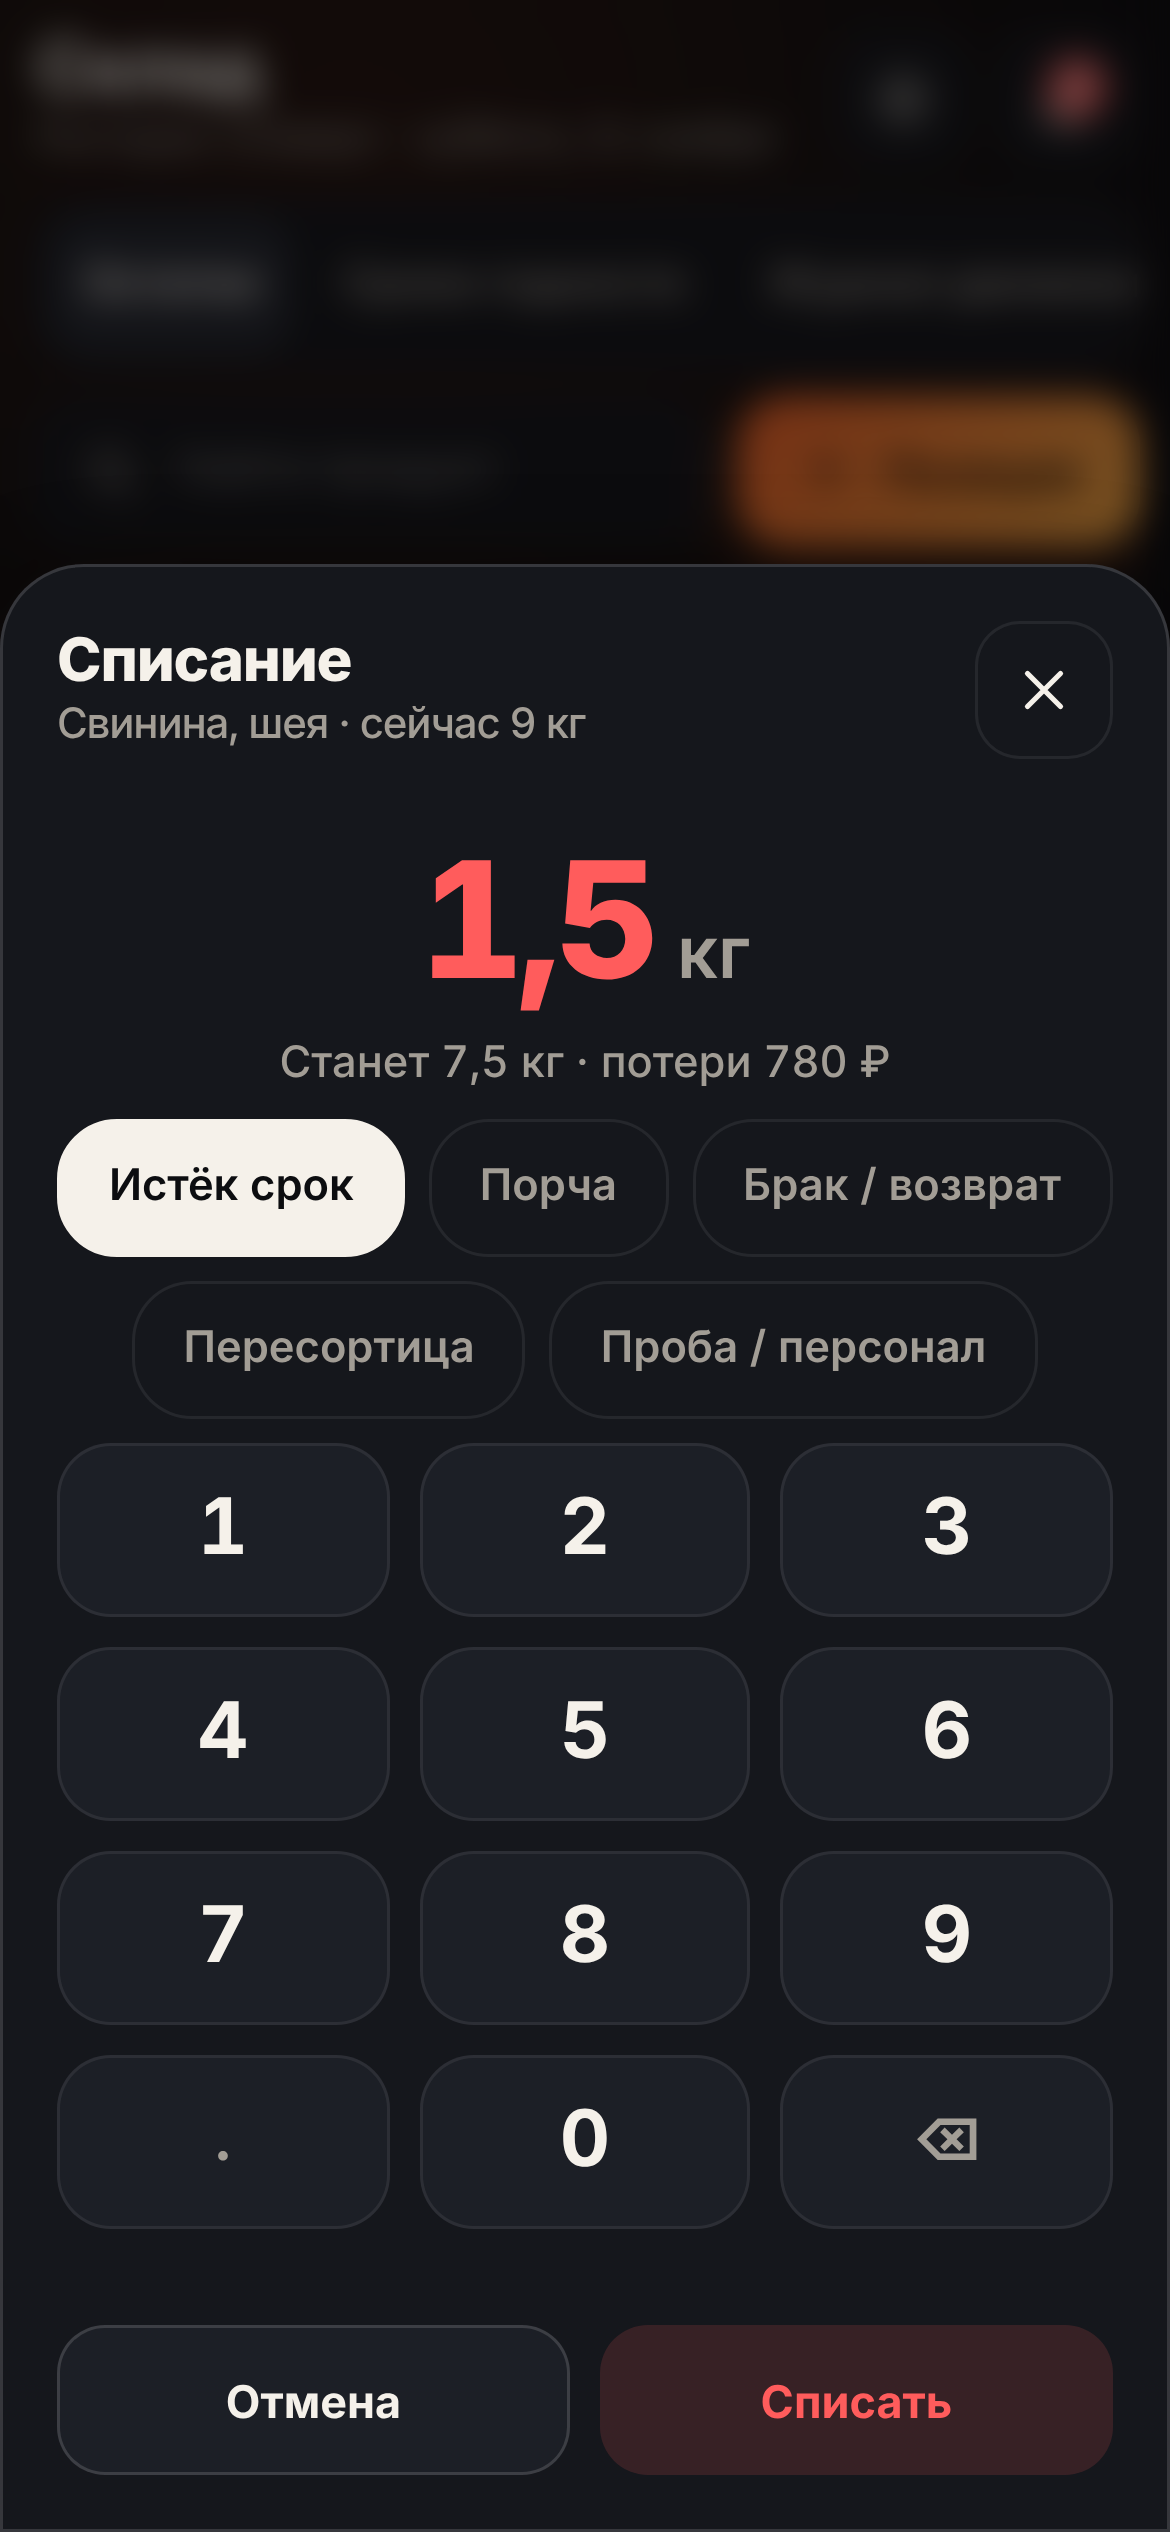 Списание
Свинина, шея · сейчас 9 кг
1,5 кг
Станет 7,5 кг · потери 780 ₽
Истёк срок Порча Брак / возврат
Пересортица Проба / персонал
1 2 3
4 5 6
7 8 9
. 0
Отмена Списать